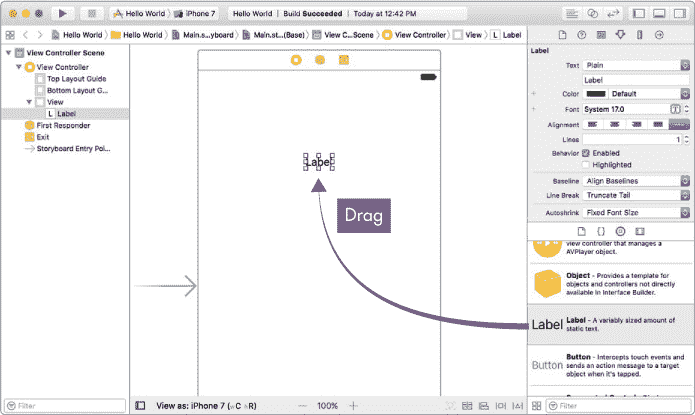 Hello World
iPhone 7
Hello World
Build Succeeded
Today at 12:42 PM
Hello World
Hello World
Main.s...yboard
Main.st...(Base)
View C...Scene
View Controller
View
L Label
View Controller Scene
View Controller
Top Layout Guide
Bottom Layout G...
View
L Label
First Responder
Exit
Storyboard Entry Poi...
Filter
Label
Drag
View as: iPhone 7 (wC hR)
100%
Label
Text Plain
Label
Color Default
Font System 17.0
Alignment
Lines 1
Behavior Enabled
Highlighted
Baseline Align Baselines
Line Break Truncate Tail
Autoshrink Fixed Font Size
view controller that manages a
AVPlayer object.
Object - Provides a template for
objects and controllers not directly
available in Interface Builder.
Label
Label - A variably sized amount of
static text.
Button
Button - Intercepts touch events and
sends an action message to a target
object when it's tapped.
Filter